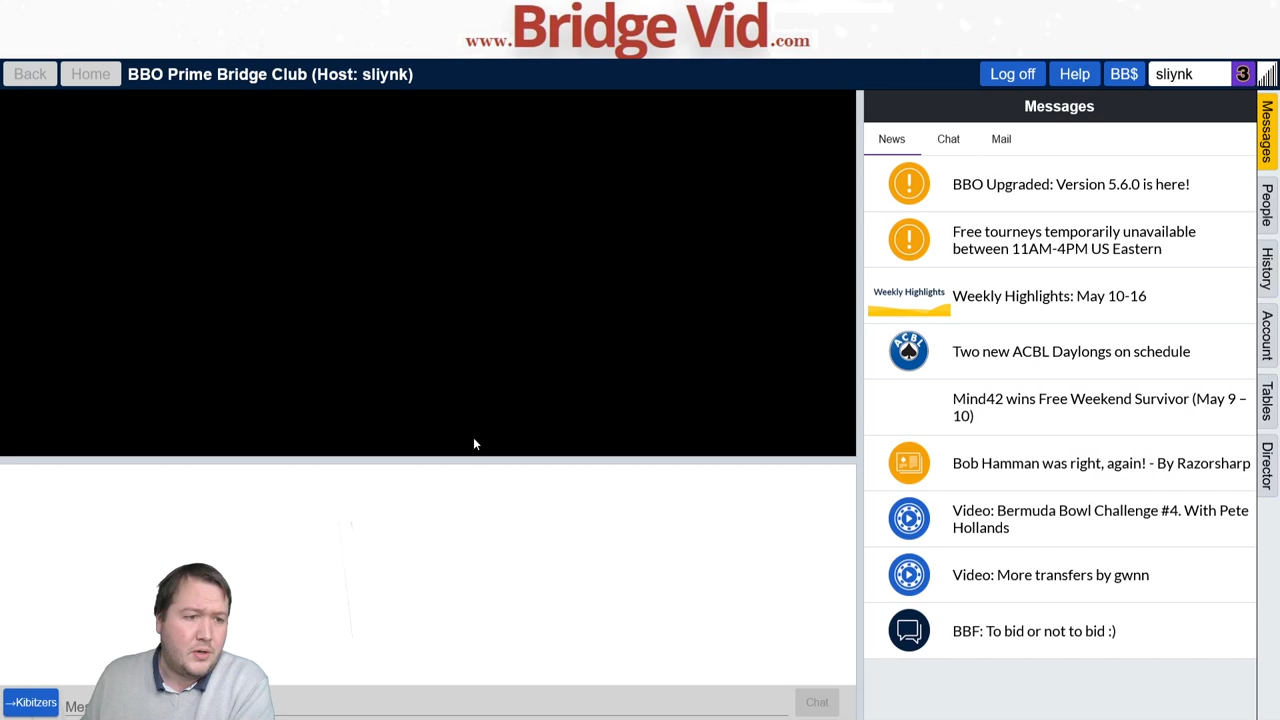 www.Bridge Vid.com
Back
Home
BBO Prime Bridge Club (Host: sliynk)
Log off
Help
BB$
sliynk
3
Messages
News
Chat
Mail
BBO Upgraded: Version 5.6.0 is here!
Free tourneys temporarily unavailable
between 11AM-4PM US Eastern
Weekly Highlights
Weekly Highlights: May 10-16
ACBL
Two new ACBL Daylongs on schedule
Mind42 wins Free Weekend Survivor (May 9 –
10)
Bob Hamman was right, again! - By Razorsharp
Video: Bermuda Bowl Challenge #4. With Pete
Hollands
Video: More transfers by gwnn
BBF: To bid or not to bid :)
Messages
People
History
Account
Tables
Director
→Kibitzers
Chat